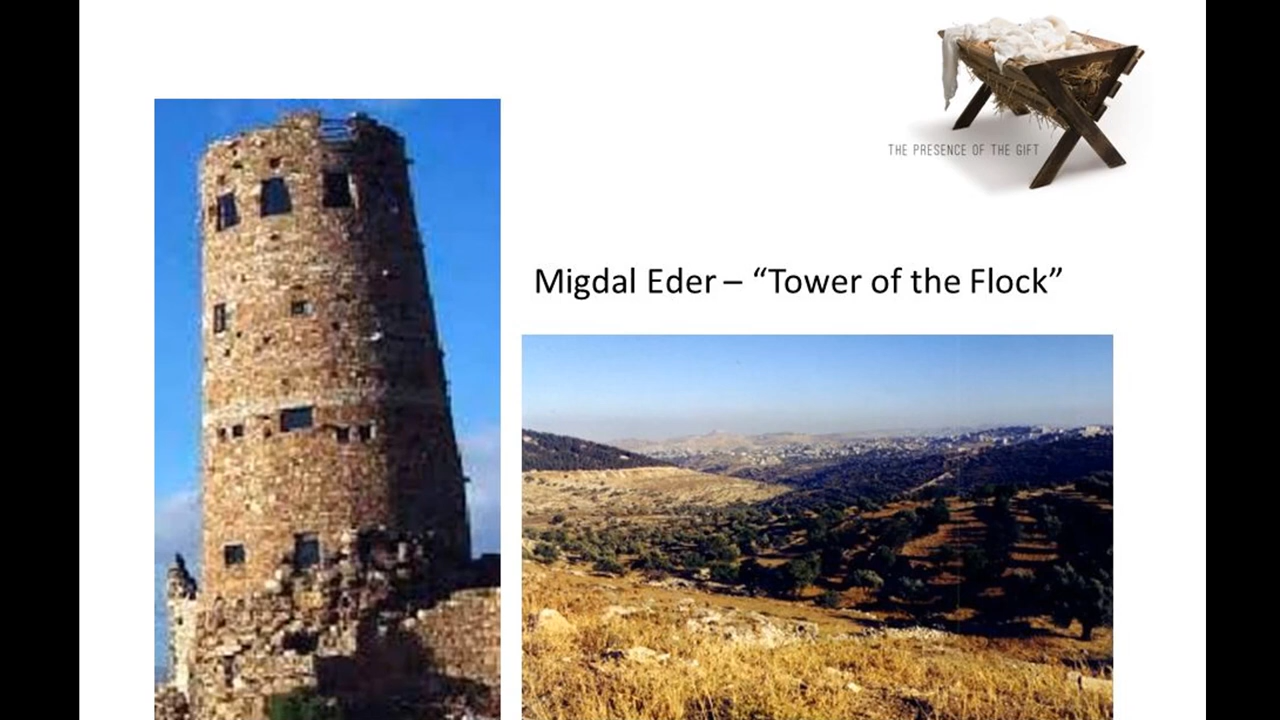 THE PRESENCE OF THE GIFT
Migdal Eder – “Tower of the Flock”